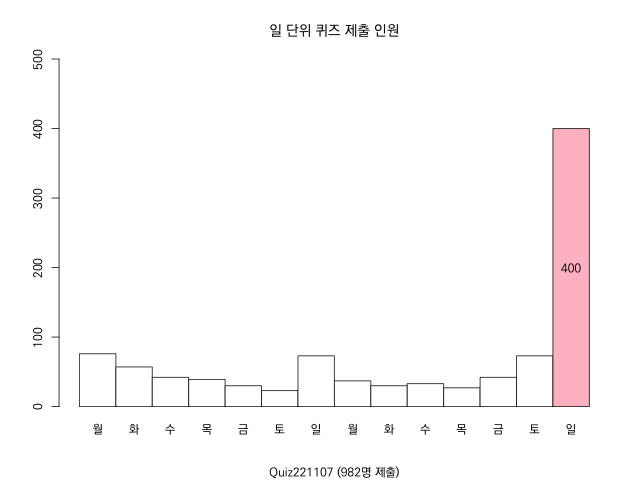 일 단위 퀴즈 제출 인원
500
400
300
200
100
0
400
월 화 수 목 금 토 일 월 화 수 목 금 토 일
Quiz221107 (982명 제출)